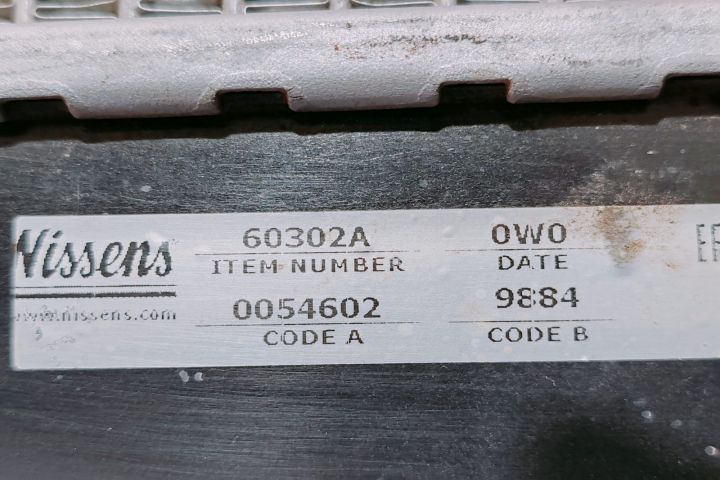 Nissens
www.nissens.com
60302A
ITEM NUMBER
0054602
CODE A
0W0
DATE
9884
CODE B